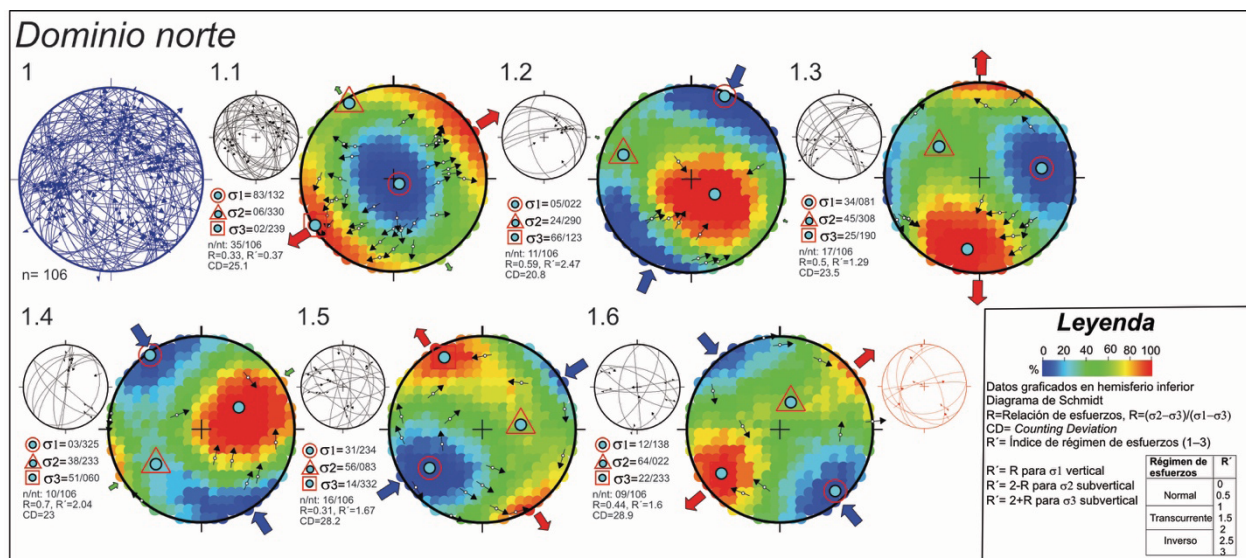 Dominio norte
1
n= 106
1.1
σ1=83/132
σ2=06/330
σ3=02/239
n/nt: 35/106
R=0.33, R´=0.37
CD=25.1
1.2
σ1=05/022
σ2=24/290
σ3=66/123
n/nt: 11/106
R=0.59, R´=2.47
CD=20.8
1.3
σ1=34/081
σ2=45/308
σ3=25/190
n/nt: 17/106
R=0.5, R´=1.29
CD=23.5
1.4
σ1=03/325
σ2=38/233
σ3=51/060
n/nt: 10/106
R=0.7, R´=2.04
CD=23
1.5
σ1=31/234
σ2=56/083
σ3=14/332
n/nt: 16/106
R=0.31, R´=1.67
CD=28.2
1.6
σ1=12/138
σ2=64/022
σ3=22/233
n/nt: 09/106
R=0.44, R´=1.6
CD=28.9
Leyenda
0 20 40 60 80 100
%
Datos graficados en hemisferio inferior
Diagrama de Schmidt
R=Relación de esfuerzos, R=(σ2−σ3)/(σ1−σ3)
CD= Counting Deviation
R´= Índice de régimen de esfuerzos (1–3)
R´= R para σ1 vertical
R´= 2-R para σ2 subvertical
R´= 2+R para σ3 subvertical
Régimen de esfuerzos R´
0
Normal 0.5
1
Transcurrente 1.5
2
Inverso 2.5
3